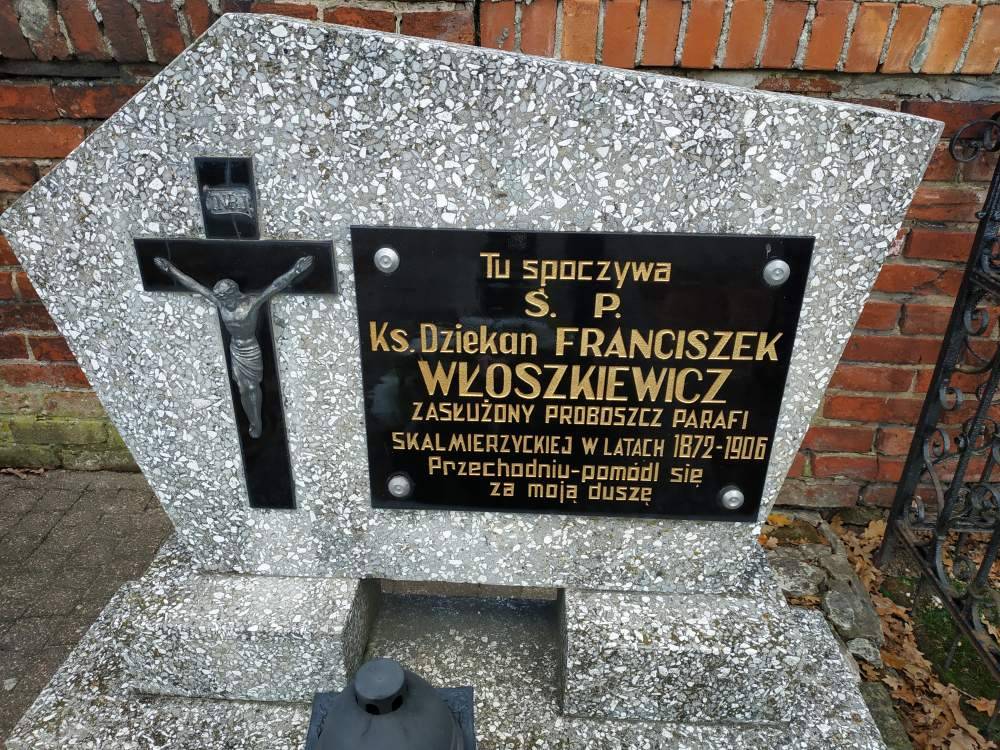 INRI
Tu spoczywa
Ś. P.
Ks. Dziekan FRANCISZEK
WŁOSZKIEWICZ
ZASŁUŻONY PROBOSZCZ PARAFI
SKALMIERZYCKIEJ W LATACH 1872-1906
Przechodniu-pomódl się
za moją duszę